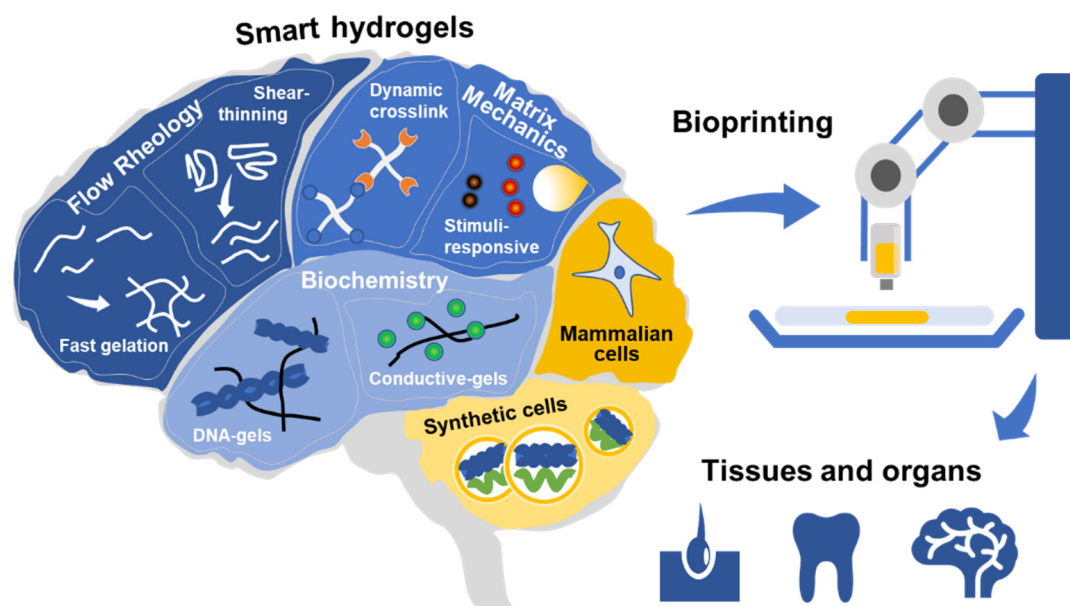 Smart hydrogels
Flow Rheology
Shear-
thinning
Fast gelation
Matrix
Mechanics
Dynamic
crosslink
Stimuli-
responsive
Biochemistry
DNA-gels
Conductive-gels
Mammalian
cells
Synthetic cells
Bioprinting
Tissues and organs